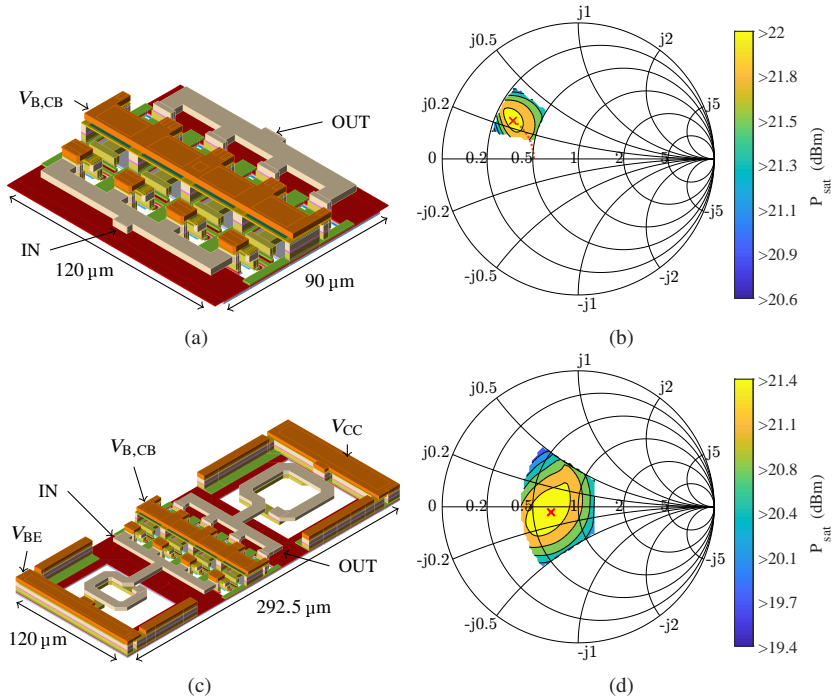 V_B,CB
OUT
IN
120 µm
90 µm
(a)
j1
j0.5
j2
j0.2
j5
0
0.2
0.5
1
2
5
-j0.2
-j5
-j0.5
-j2
-j1
>22
>21.8
>21.5
>21.3
>21.1
>20.9
>20.6
P_sat (dBm)
(b)
V_CC
V_B,CB
IN
V_BE
OUT
292.5 µm
120 µm
(c)
j1
j0.5
j2
j0.2
j5
0
0.2
0.5
1
2
5
-j0.2
-j5
-j0.5
-j2
-j1
>21.4
>21.1
>20.8
>20.4
>20.1
>19.7
>19.4
P_sat (dBm)
(d)